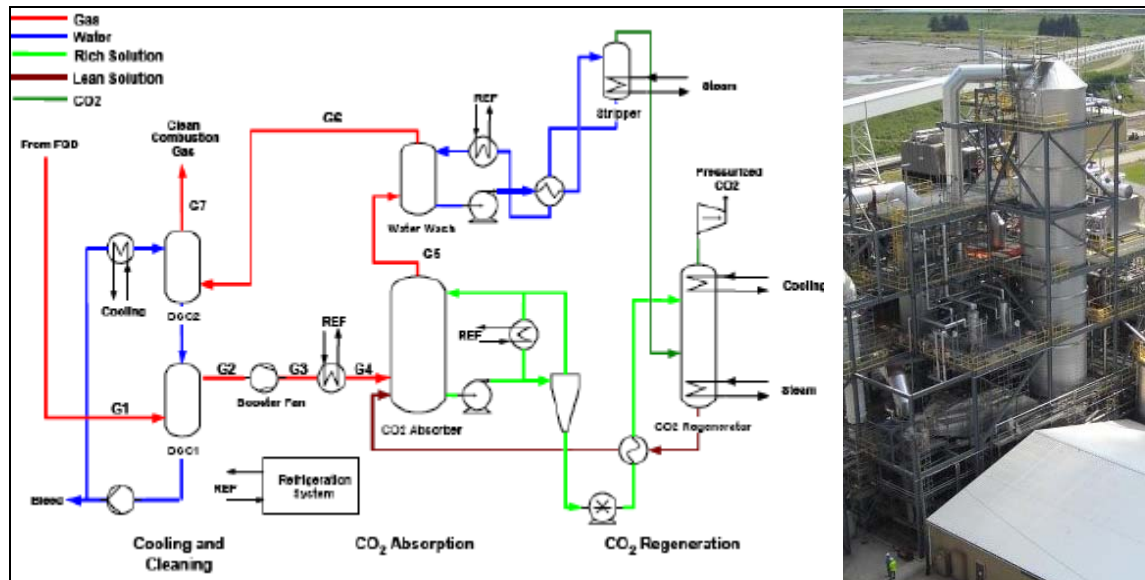 Gas
Water
Rich Solution
Lean Solution
CO2
From FGD
Clean
Combustion
Gas
G7
G6
REF
Stripper
Steam
Pressurized
CO2
Water Wash
G5
Cooling
DCC2
REF
G2
G3
G4
Booster Fan
G1
DCC1
REF
CO2 Absorber
Cooling
Steam
CO2 Regenerator
Bleed
REF
Refrigeration
System
Cooling and
Cleaning
CO2 Absorption
CO2 Regeneration